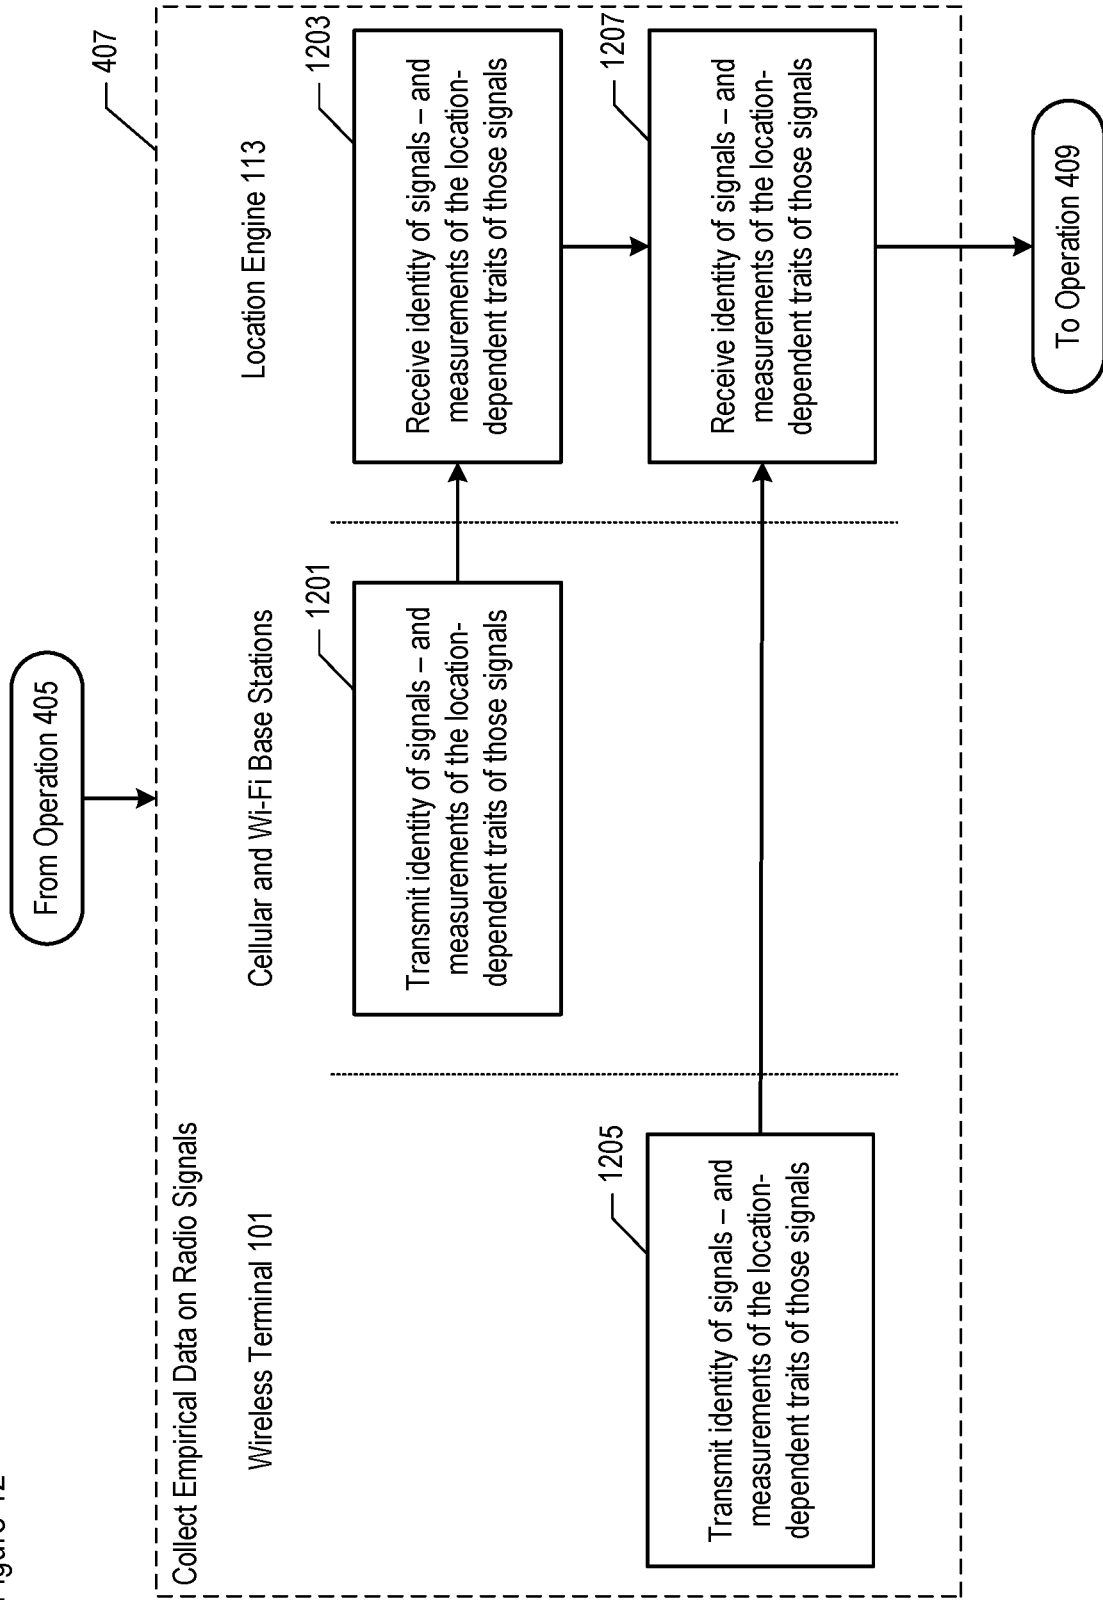 Figure 12
From Operation 405
407
Collect Empirical Data on Radio Signals
Wireless Terminal 101
Cellular and Wi-Fi Base Stations
Location Engine 113
1201
Transmit identity of signals – and
measurements of the location-
dependent traits of those signals
1203
Receive identity of signals – and
measurements of the location-
dependent traits of those signals
1205
Transmit identity of signals – and
measurements of the location-
dependent traits of those signals
1207
Receive identity of signals – and
measurements of the location-
dependent traits of those signals
To Operation 409